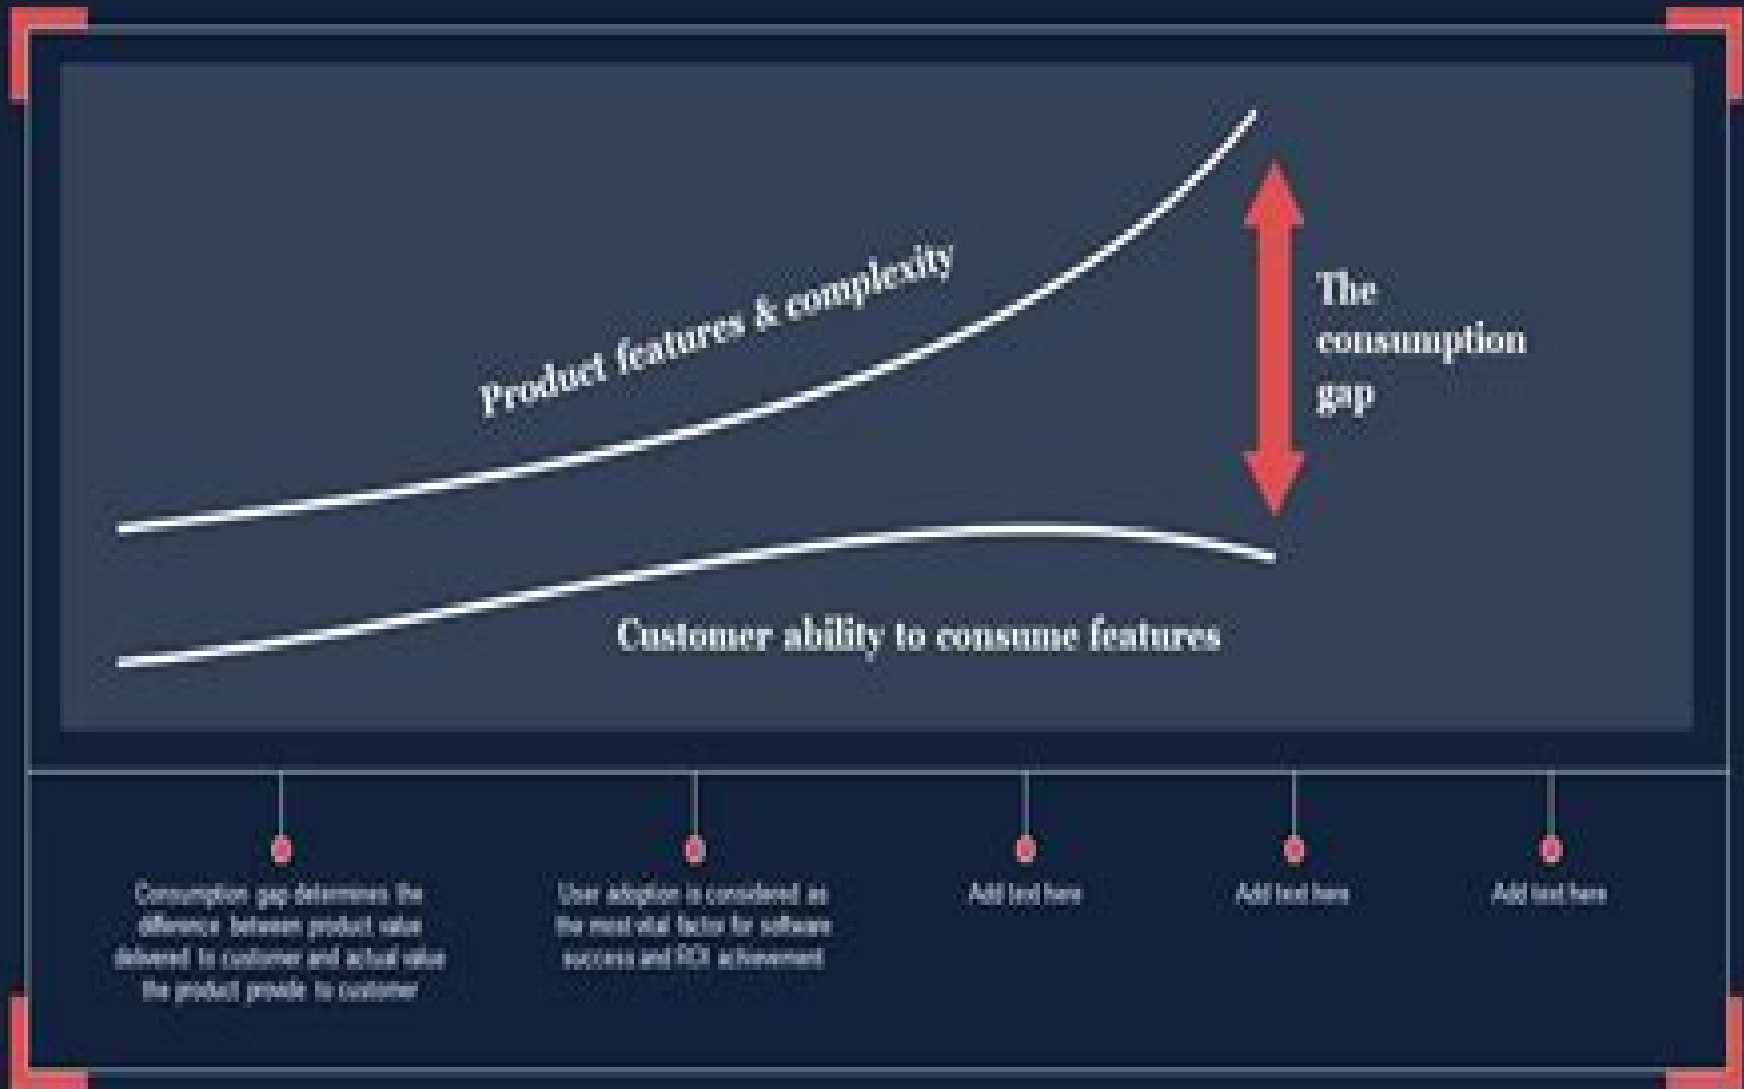 Product features & complexity
The
consumption
gap
Customer ability to consume features
Consumption gap determines the
difference between product value
delivered to customer and actual value
the product provide to customer
User adoption is considered as
the most vital factor for software
success and ROI achievement
Add text here
Add text here
Add text here